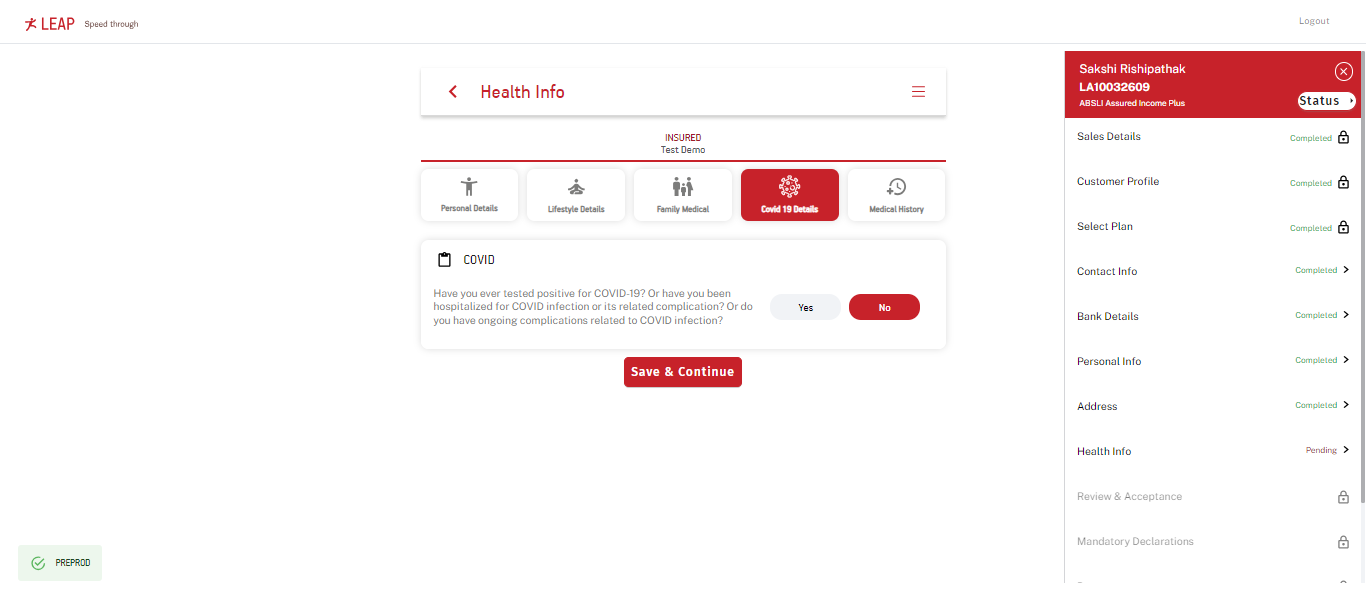 LEAP Speed through
Logout
Health Info
INSURED
Test Demo
Personal Details
Lifestyle Details
Family Medical
Covid 19 Details
Medical History
COVID
Have you ever tested positive for COVID-19? Or have you been
hospitalized for COVID infection or its related complication? Or do
you have ongoing complications related to COVID infection?
Yes
No
Save & Continue
PREPROD
Sakshi Rishipathak
LA10032609
ABSLI Assured Income Plus
Status
Sales Details Completed
Customer Profile Completed
Select Plan Completed
Contact Info Completed
Bank Details Completed
Personal Info Completed
Address Completed
Health Info Pending
Review & Acceptance
Mandatory Declarations